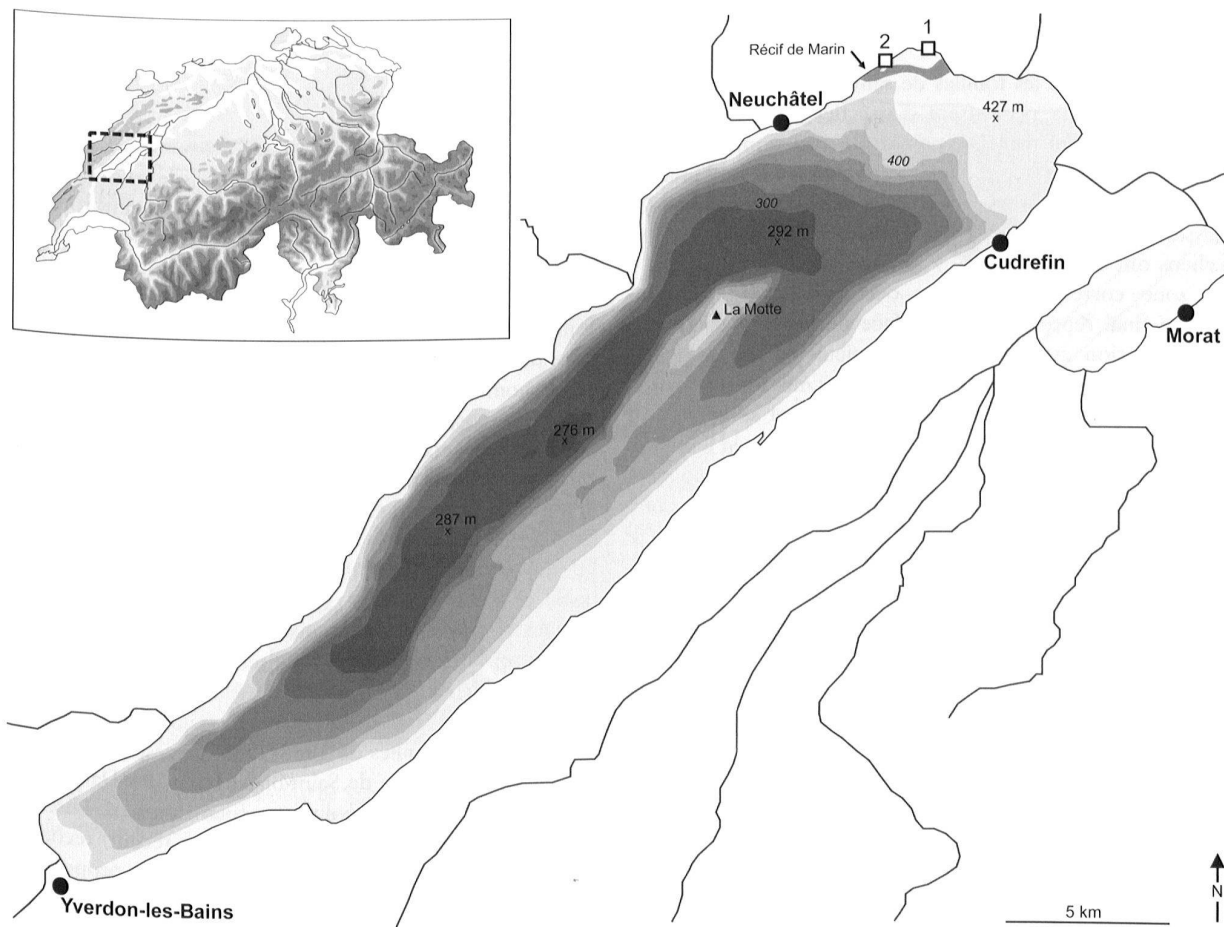 1
2
Récif de Marin
Neuchâtel
427 m
x
400
300
292 m
x
Cudrefin
La Motte
Morat
276 m
x
287 m
x
Yverdon-les-Bains
5 km
N